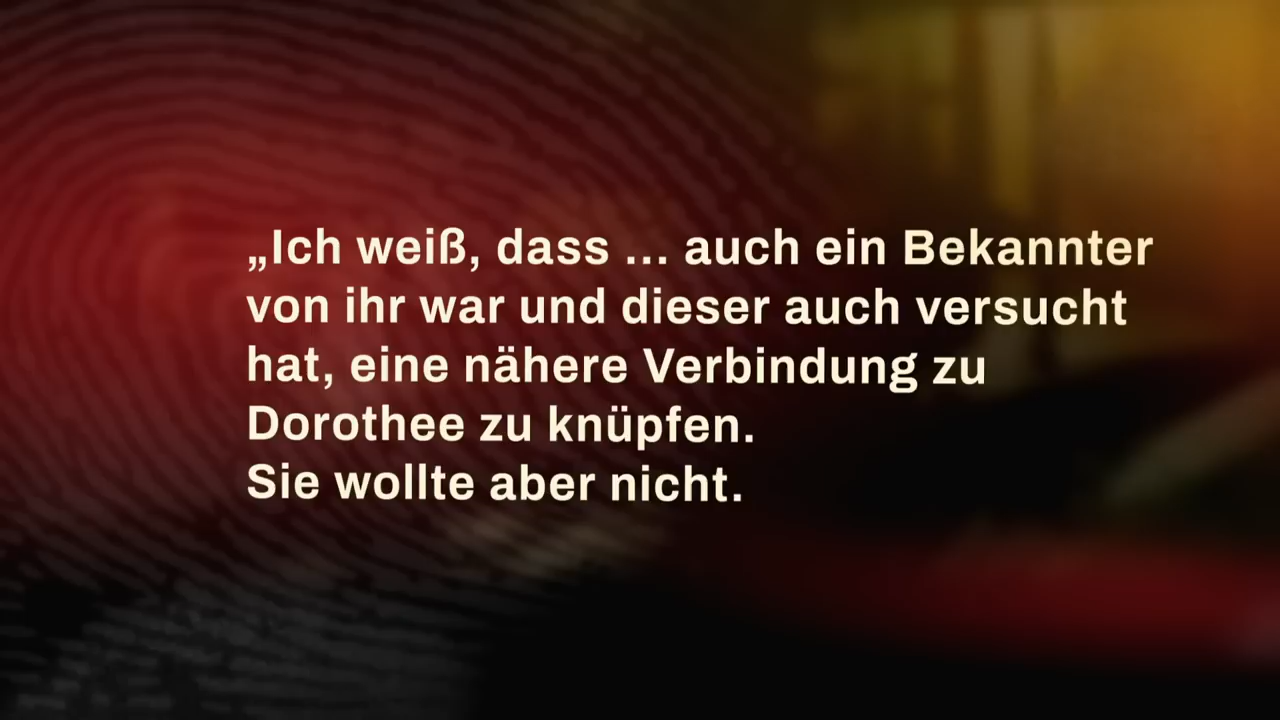 „Ich weiß, dass ... auch ein Bekannter
von ihr war und dieser auch versucht
hat, eine nähere Verbindung zu
Dorothee zu knüpfen.
Sie wollte aber nicht.